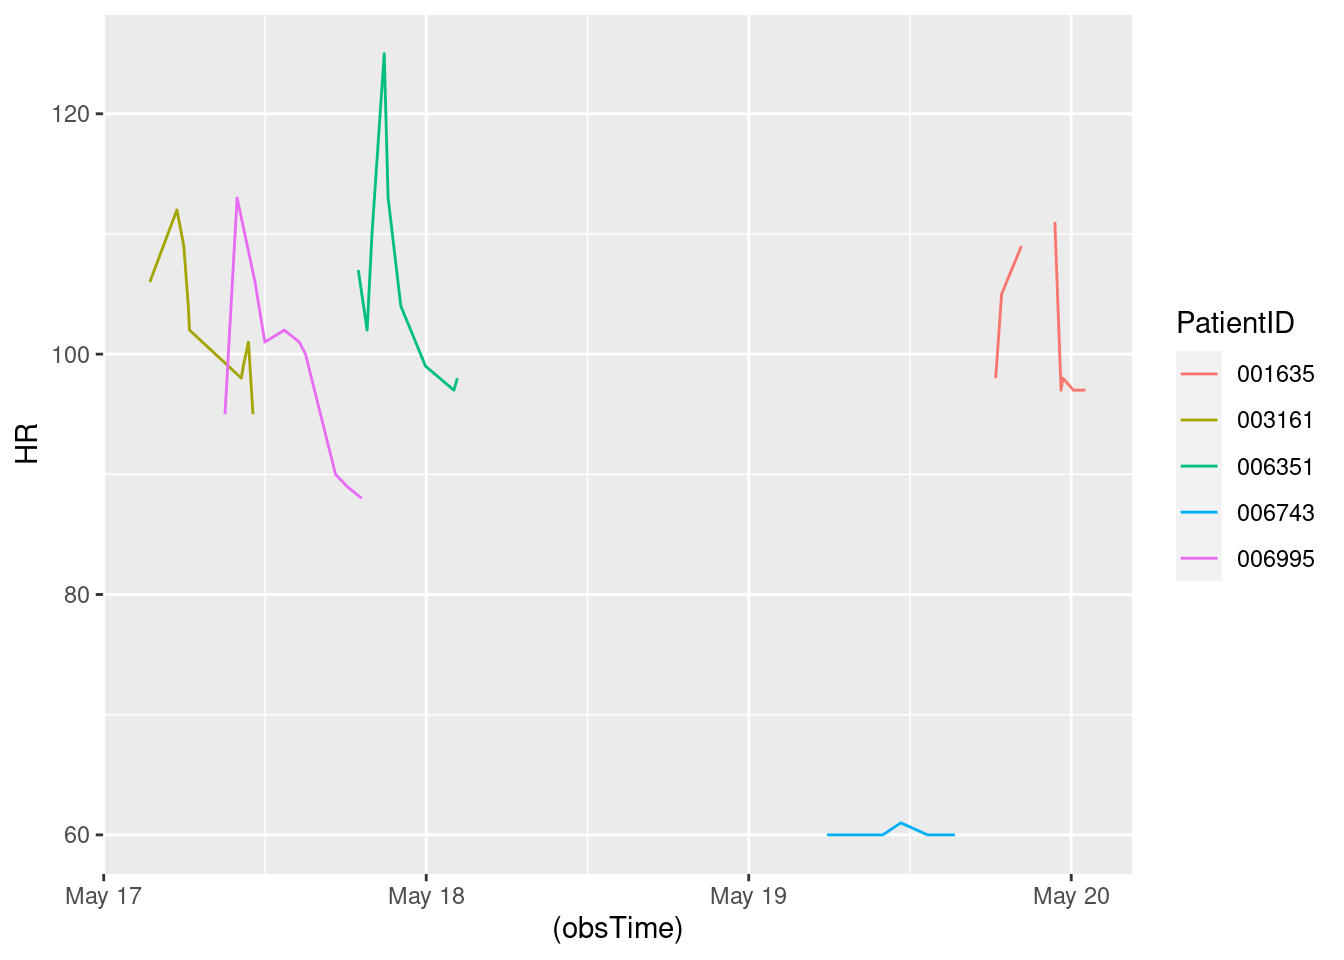 120
100
80
60
HR
May 17
May 18
May 19
May 20
(obsTime)
PatientID
001635
003161
006351
006743
006995